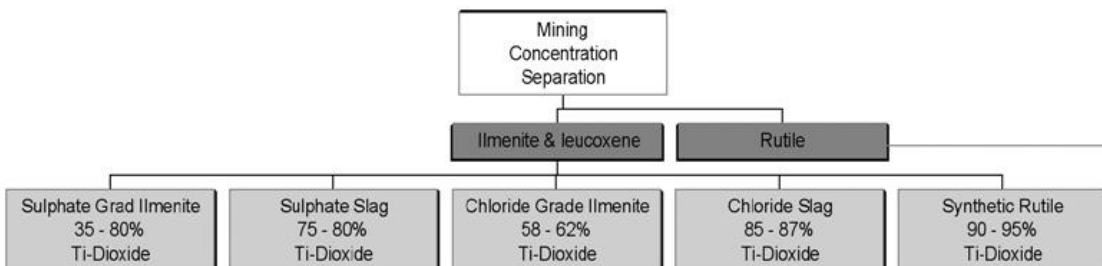 Mining
Concentration
Separation
Ilmenite & leucoxene
Rutile
Sulphate Grad Ilmenite
35 - 80%
Ti-Dioxide
Sulphate Slag
75 - 80%
Ti-Dioxide
Chloride Grade Ilmenite
58 - 62%
Ti-Dioxide
Chloride Slag
85 - 87%
Ti-Dioxide
Synthetic Rutile
90 - 95%
Ti-Dioxide